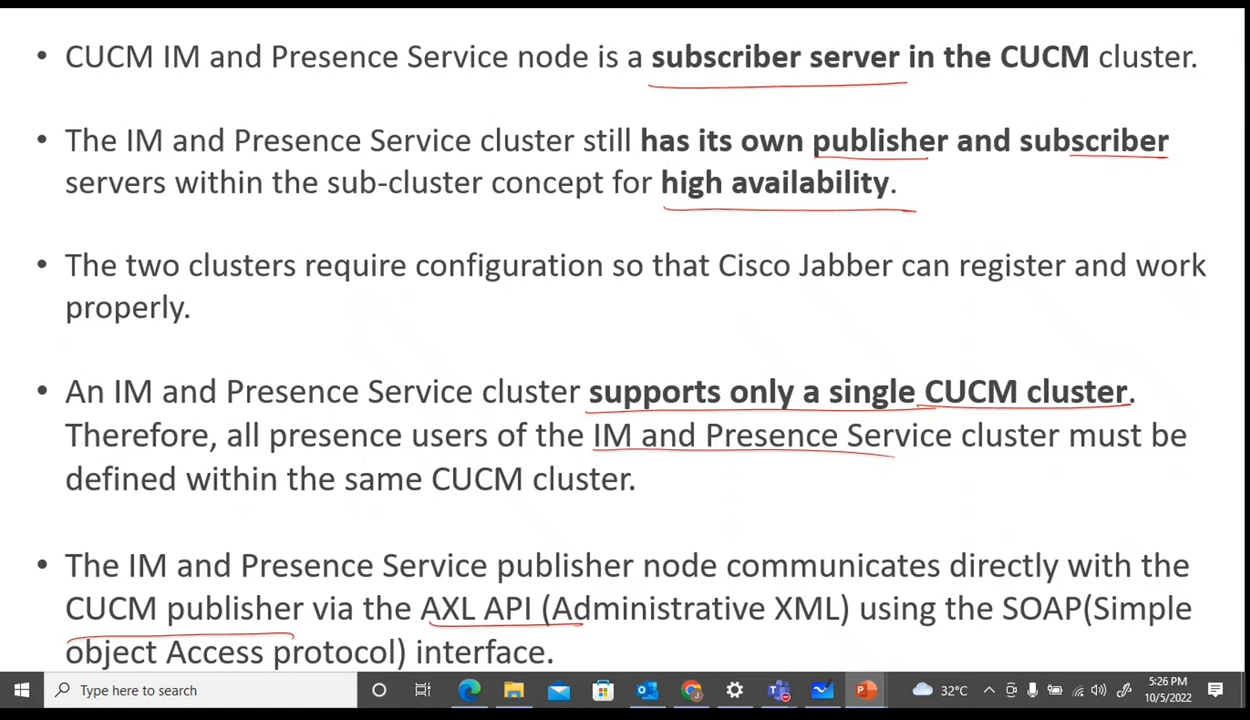 • CUCM IM and Presence Service node is a subscriber server in the CUCM cluster.
• The IM and Presence Service cluster still has its own publisher and subscriber
servers within the sub-cluster concept for high availability.
• The two clusters require configuration so that Cisco Jabber can register and work
properly.
• An IM and Presence Service cluster supports only a single CUCM cluster.
Therefore, all presence users of the IM and Presence Service cluster must be
defined within the same CUCM cluster.
• The IM and Presence Service publisher node communicates directly with the
CUCM publisher via the AXL API (Administrative XML) using the SOAP(Simple
object Access protocol) interface.
Type here to search
32°C
5:26 PM
10/5/2022